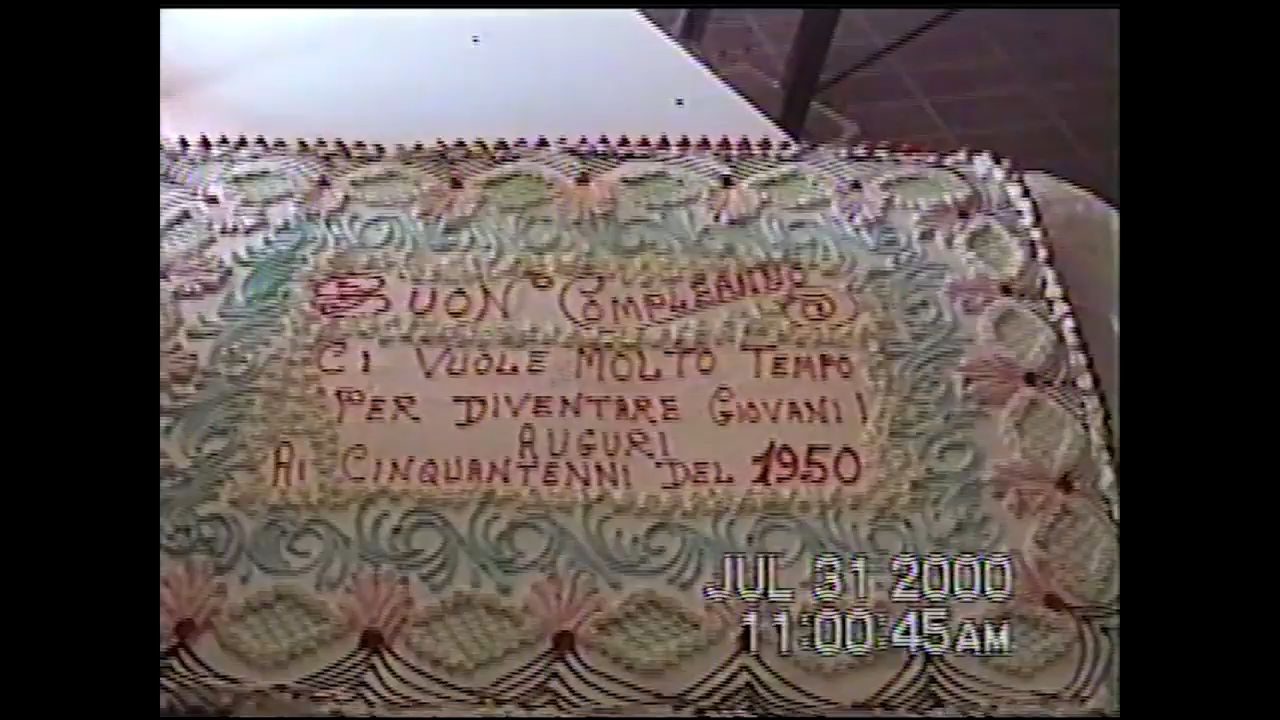 BUON COMPLEANNO
CI VUOLE MOLTO TEMPO
PER DIVENTARE GIOVANI!
AUGURI
AI CINQUANTENNI DEL 1950
JUL 31 2000
11:00:45AM